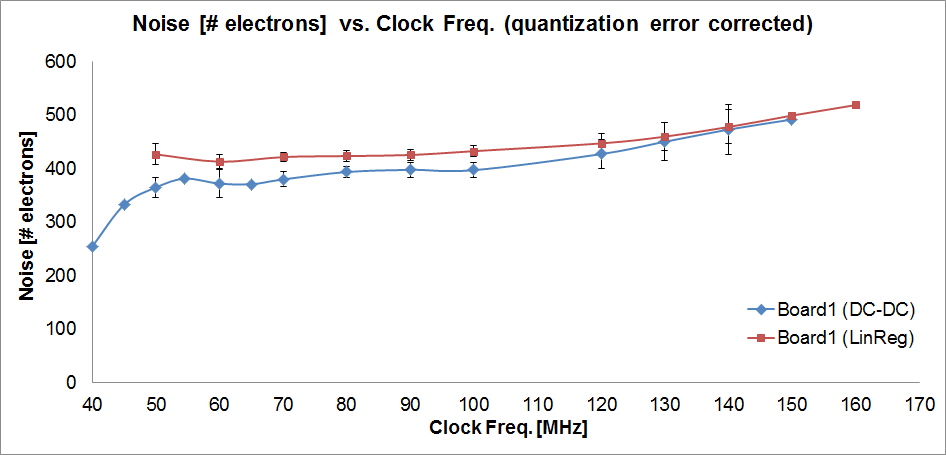 Noise [# electrons] vs. Clock Freq. (quantization error corrected)
600
500
400
300
200
100
0
Noise [# electrons]
Board1 (DC-DC)
Board1 (LinReg)
40 50 60 70 80 90 100 110 120 130 140 150 160 170
Clock Freq. [MHz]